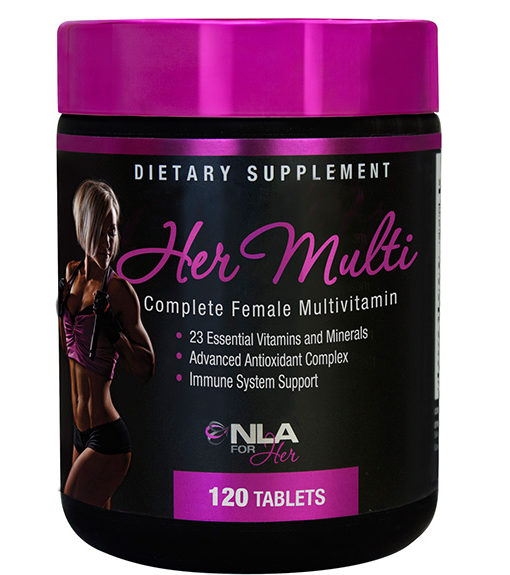 DIETARY SUPPLEMENT
Her Multi
Complete Female Multivitamin
• 23 Essential Vitamins and Minerals
• Advanced Antioxidant Complex
• Immune System Support
NLA
FOR Her
120 TABLETS